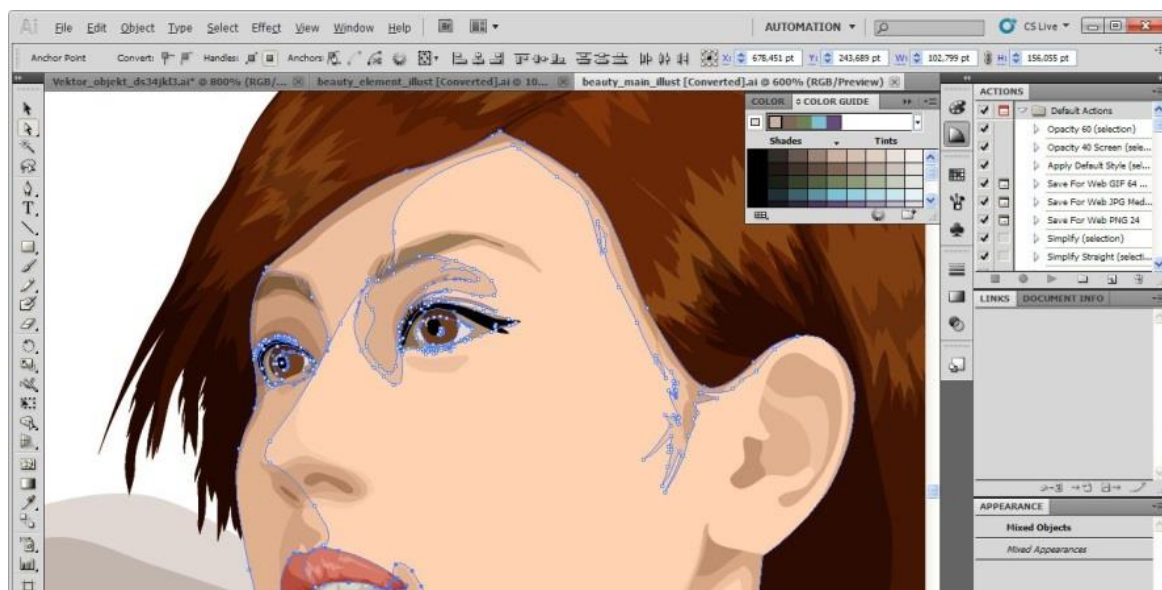 Ai File Edit Object Type Select Effect View Window Help Br AUTOMATION CS Live
Anchor Point Convert: Handles: Anchors: X: 678,451 pt Y: 243,689 pt W: 102,799 pt H: 156,055 pt
Vektor_objekt_ds34jkl3.ai* @ 800% (RGB/... beauty_element_illust [Converted].ai @ 10... beauty_main_illust [Converted].ai @ 600% (RGB/Preview)
COLOR COLOR GUIDE
Shades Tints
ACTIONS
Default Actions
Opacity 60 (selection)
Opacity 40 Screen (sele...
Apply Default Style (sel...
Save For Web GIF 64 ...
Save For Web JPG Med...
Save For Web PNG 24
Simplify (selection)
Simplify Straight (selecti...
LINKS DOCUMENT INFO
APPEARANCE
Mixed Objects
Mixed Appearances